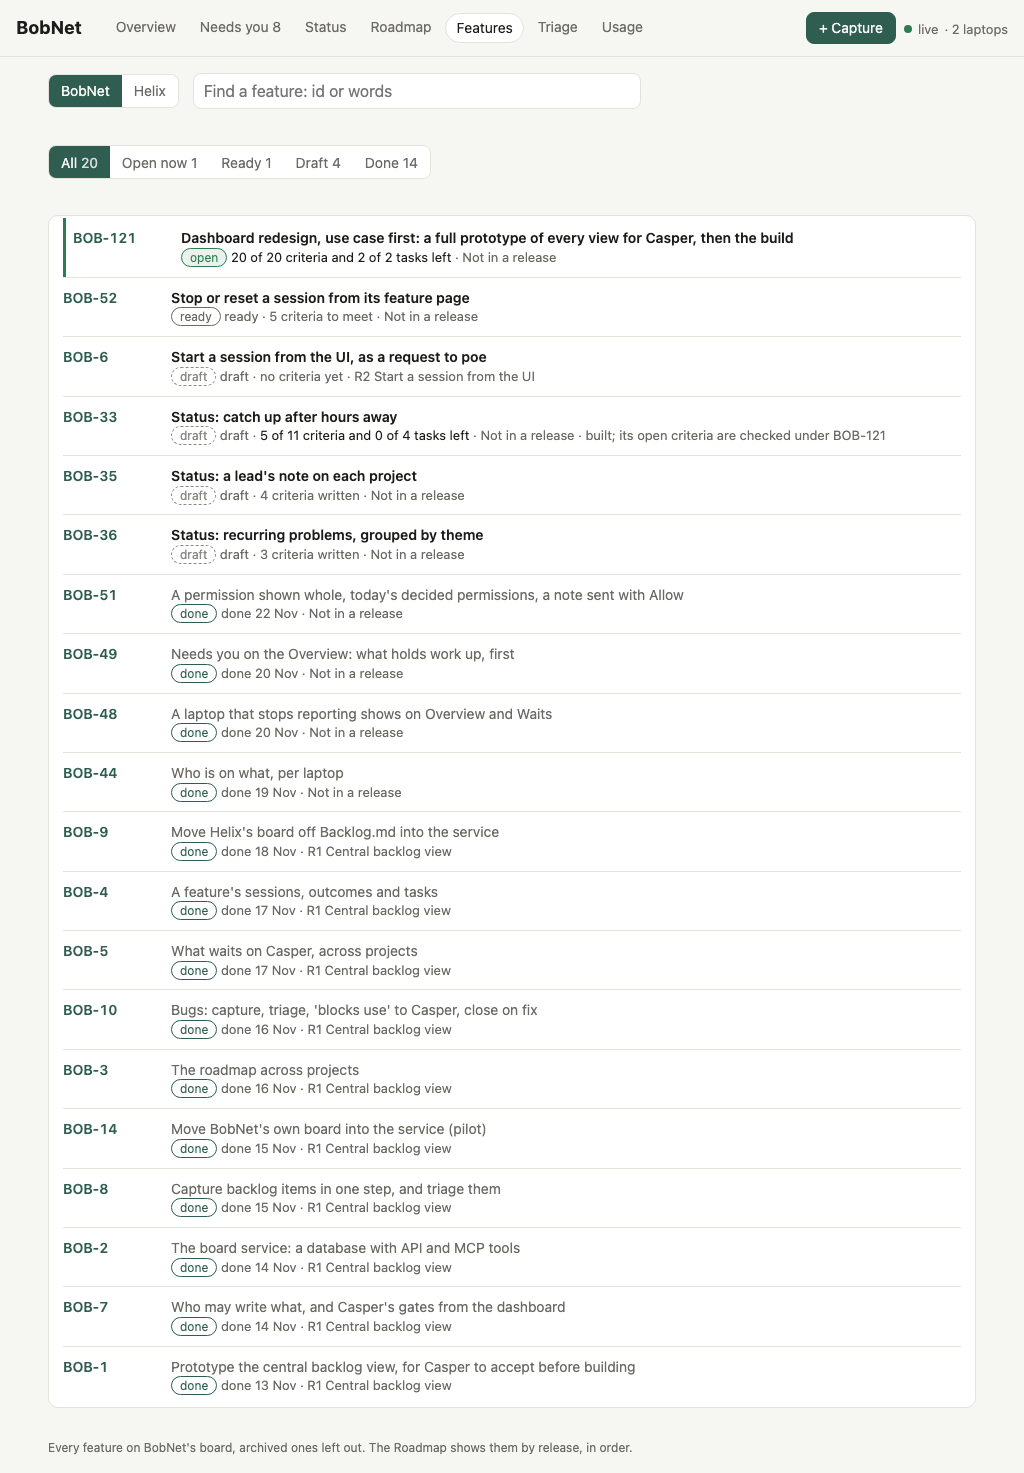 BobNet Overview Needs you 8 Status Roadmap Features Triage Usage + Capture live · 2 laptops
BobNet Helix Find a feature: id or words
All 20 Open now 1 Ready 1 Draft 4 Done 14
BOB-121 Dashboard redesign, use case first: a full prototype of every view for Casper, then the build
open 20 of 20 criteria and 2 of 2 tasks left · Not in a release
BOB-52 Stop or reset a session from its feature page
ready ready · 5 criteria to meet · Not in a release
BOB-6 Start a session from the UI, as a request to poe
draft draft · no criteria yet · R2 Start a session from the UI
BOB-33 Status: catch up after hours away
draft draft · 5 of 11 criteria and 0 of 4 tasks left · Not in a release · built; its open criteria are checked under BOB-121
BOB-35 Status: a lead's note on each project
draft draft · 4 criteria written · Not in a release
BOB-36 Status: recurring problems, grouped by theme
draft draft · 3 criteria written · Not in a release
BOB-51 A permission shown whole, today's decided permissions, a note sent with Allow
done done 22 Nov · Not in a release
BOB-49 Needs you on the Overview: what holds work up, first
done done 20 Nov · Not in a release
BOB-48 A laptop that stops reporting shows on Overview and Waits
done done 20 Nov · Not in a release
BOB-44 Who is on what, per laptop
done done 19 Nov · Not in a release
BOB-9 Move Helix's board off Backlog.md into the service
done done 18 Nov · R1 Central backlog view
BOB-4 A feature's sessions, outcomes and tasks
done done 17 Nov · R1 Central backlog view
BOB-5 What waits on Casper, across projects
done done 17 Nov · R1 Central backlog view
BOB-10 Bugs: capture, triage, 'blocks use' to Casper, close on fix
done done 16 Nov · R1 Central backlog view
BOB-3 The roadmap across projects
done done 16 Nov · R1 Central backlog view
BOB-14 Move BobNet's own board into the service (pilot)
done done 15 Nov · R1 Central backlog view
BOB-8 Capture backlog items in one step, and triage them
done done 15 Nov · R1 Central backlog view
BOB-2 The board service: a database with API and MCP tools
done done 14 Nov · R1 Central backlog view
BOB-7 Who may write what, and Casper's gates from the dashboard
done done 14 Nov · R1 Central backlog view
BOB-1 Prototype the central backlog view, for Casper to accept before building
done done 13 Nov · R1 Central backlog view
Every feature on BobNet's board, archived ones left out. The Roadmap shows them by release, in order.